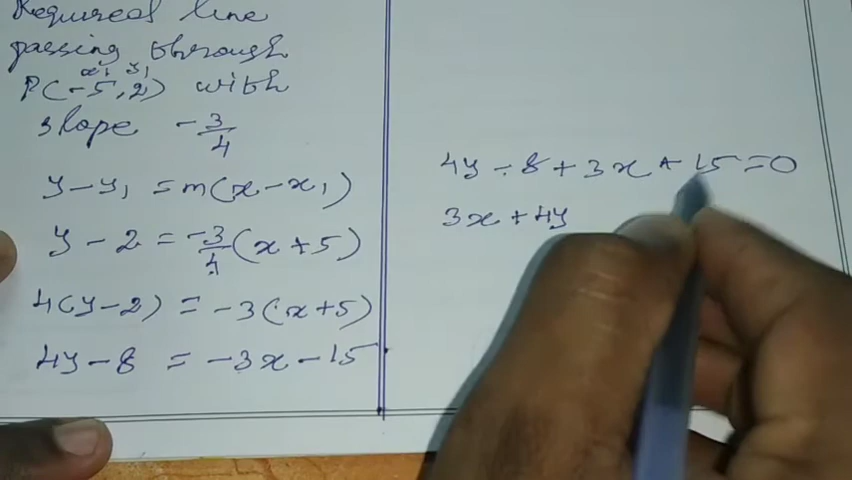 Required line
passing through
x₁ y₁
P(-5,2) with
slope -3/4
y-y₁ = m(x-x₁)
y-2 = -3/4(x+5)
4(y-2) = -3(x+5)
4y-8 = -3x-15
4y-8+3x+15=0
3x+4y